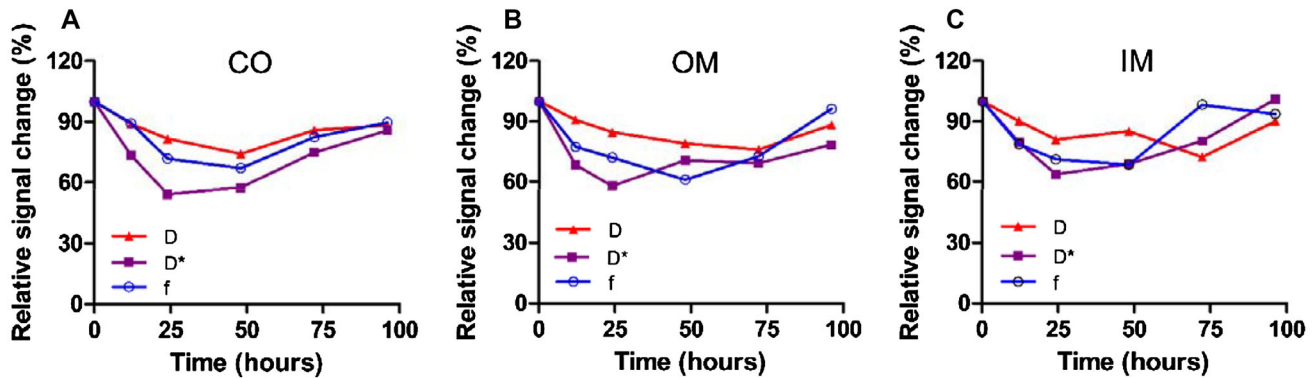 A
CO
Relative signal change (%)
120
90
60
30
0
D
D*
f
0 25 50 75 100
Time (hours)
B
OM
Relative signal change (%)
120
90
60
30
0
D
D*
f
0 25 50 75 100
Time (hours)
C
IM
Relative signal change (%)
120
90
60
30
0
D
D*
f
0 25 50 75 100
Time (hours)